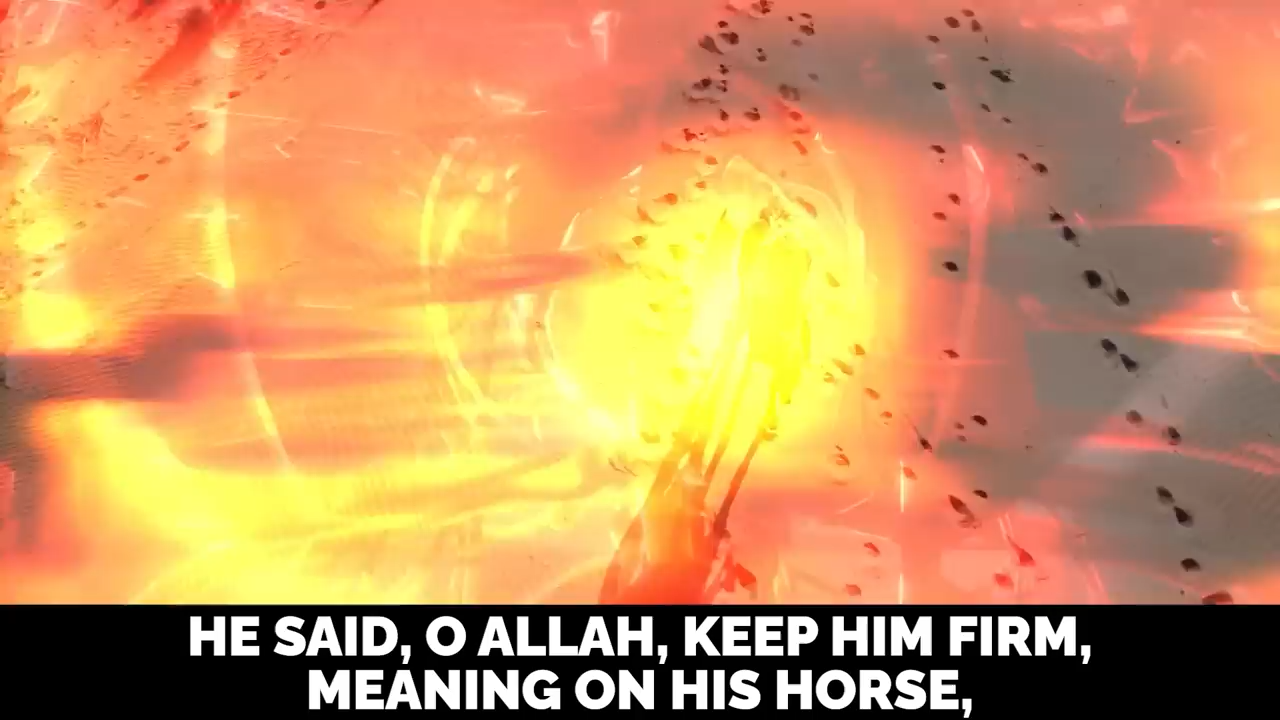 HE SAID, O ALLAH, KEEP HIM FIRM,
MEANING ON HIS HORSE,